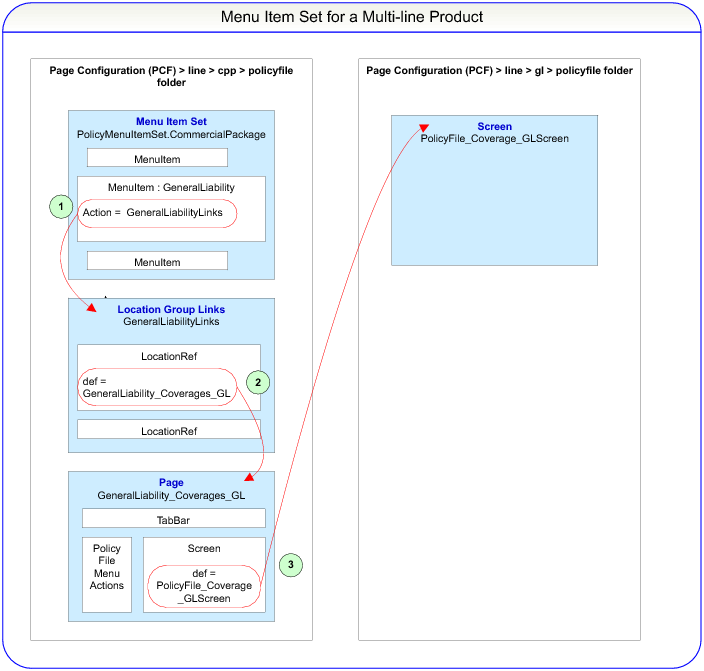 Menu Item Set for a Multi-line Product
Page Configuration (PCF) > line > cpp > policyfile
folder
Menu Item Set
PolicyMenuItemSet.CommercialPackage
MenuItem
MenuItem : GeneralLiability
1
Action = GeneralLiabilityLinks
MenuItem
Location Group Links
GeneralLiabilityLinks
LocationRef
def =
GeneralLiability_Coverages_GL
2
LocationRef
Page
GeneralLiability_Coverages_GL
TabBar
Policy
File
Menu
Actions
Screen
def =
PolicyFile_Coverage
_GLScreen
3
Page Configuration (PCF) > line > gl > policyfile folder
Screen
PolicyFile_Coverage_GLScreen